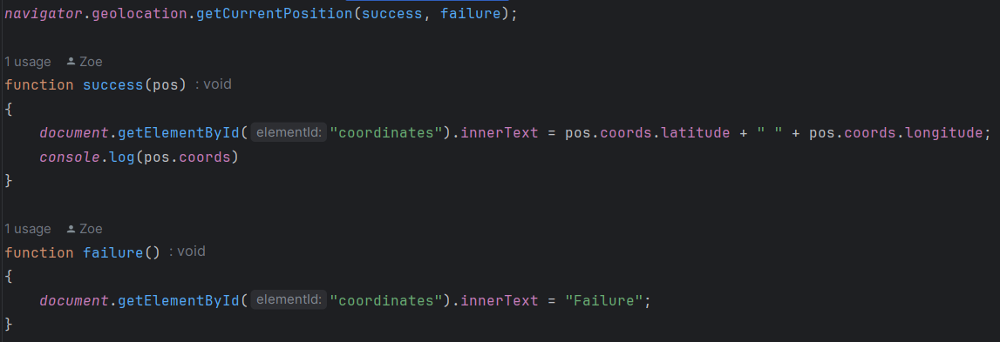 navigator.geolocation.getCurrentPosition(success, failure);
1 usage Zoe
function success(pos) : void
{
document.getElementById( elementId: "coordinates").innerText = pos.coords.latitude + " " + pos.coords.longitude;
console.log(pos.coords)
}
1 usage Zoe
function failure() : void
{
document.getElementById( elementId: "coordinates").innerText = "Failure";
}